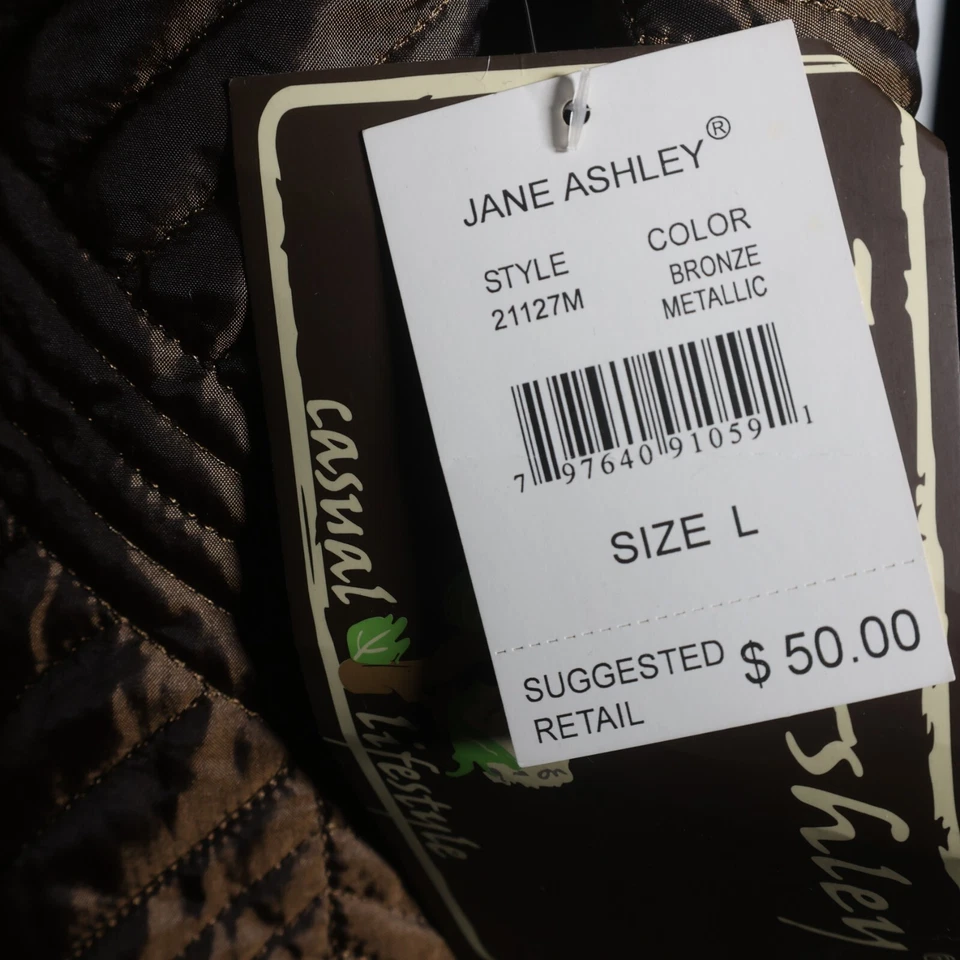 JANE ASHLEY®
STYLE
21127M
COLOR
BRONZE
METALLIC
7 97640 91059 1
SIZE L
SUGGESTED
RETAIL
$ 50.00
casual
lifestyle
shley